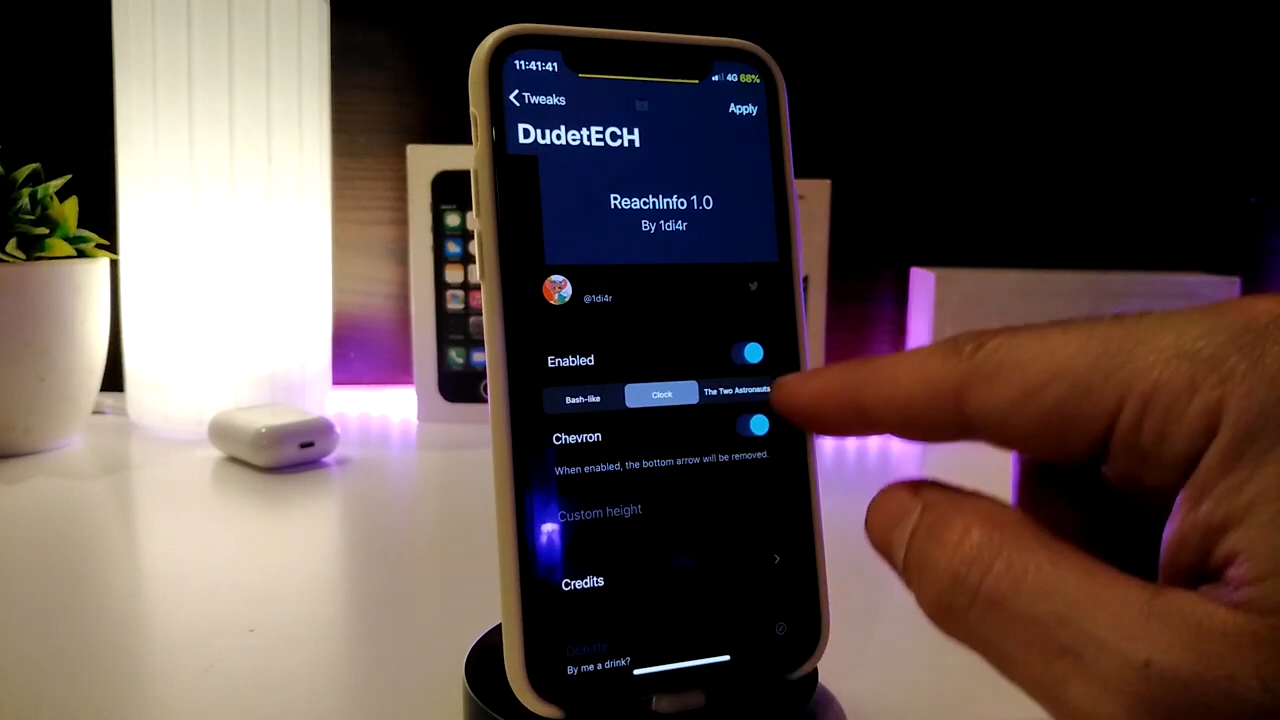 11:41:41
4G 68%
Tweaks
Apply
DudetECH
ReachInfo 1.0
By 1di4r
@1di4r
Enabled
Bash-like Clock The Two Astronauts
Chevron
When enabled, the bottom arrow will be removed.
Custom height
Credits
Donate
By me a drink?